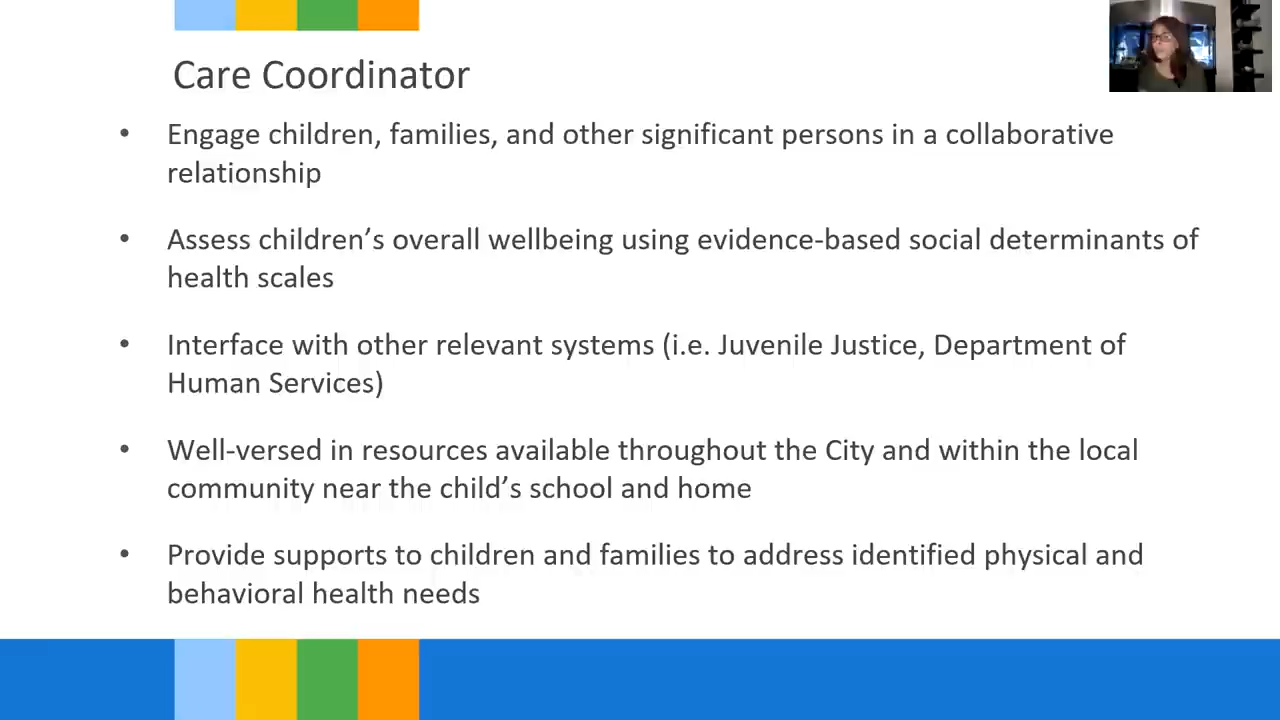 Care Coordinator
• Engage children, families, and other significant persons in a collaborative
relationship
• Assess children’s overall wellbeing using evidence-based social determinants of
health scales
• Interface with other relevant systems (i.e. Juvenile Justice, Department of
Human Services)
• Well-versed in resources available throughout the City and within the local
community near the child’s school and home
• Provide supports to children and families to address identified physical and
behavioral health needs